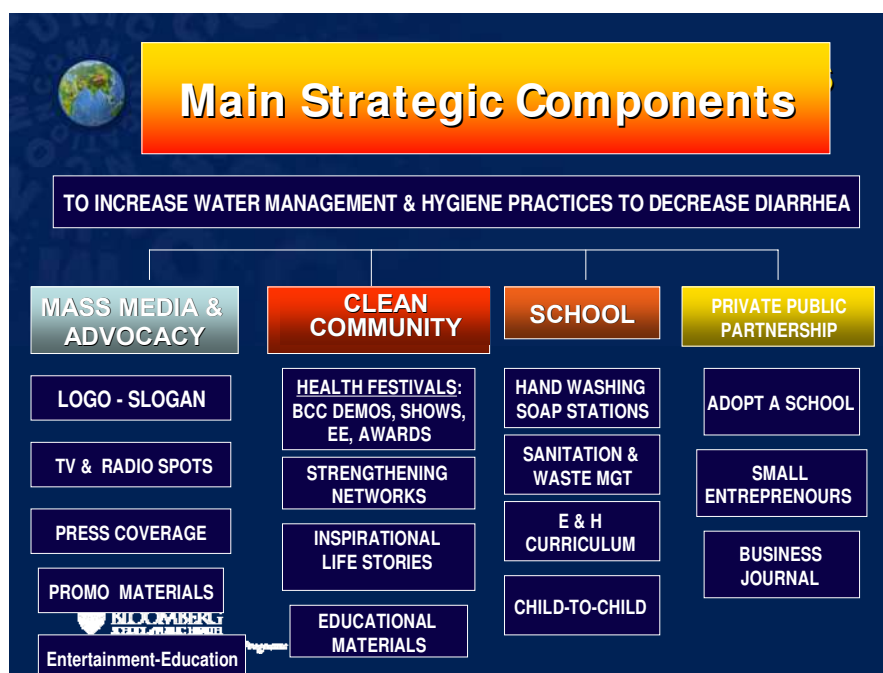 Main Strategic Components
TO INCREASE WATER MANAGEMENT & HYGIENE PRACTICES TO DECREASE DIARRHEA
MASS MEDIA &
ADVOCACY
LOGO - SLOGAN
TV & RADIO SPOTS
PRESS COVERAGE
PROMO MATERIALS
BLOOMBERG
Entertainment-Education
CLEAN
COMMUNITY
HEALTH FESTIVALS:
BCC DEMOS, SHOWS,
EE, AWARDS
STRENGTHENING
NETWORKS
INSPIRATIONAL
LIFE STORIES
EDUCATIONAL
MATERIALS
SCHOOL
HAND WASHING
SOAP STATIONS
SANITATION &
WASTE MGT
E & H
CURRICULUM
CHILD-TO-CHILD
PRIVATE PUBLIC
PARTNERSHIP
ADOPT A SCHOOL
SMALL
ENTREPRENOURS
BUSINESS
JOURNAL